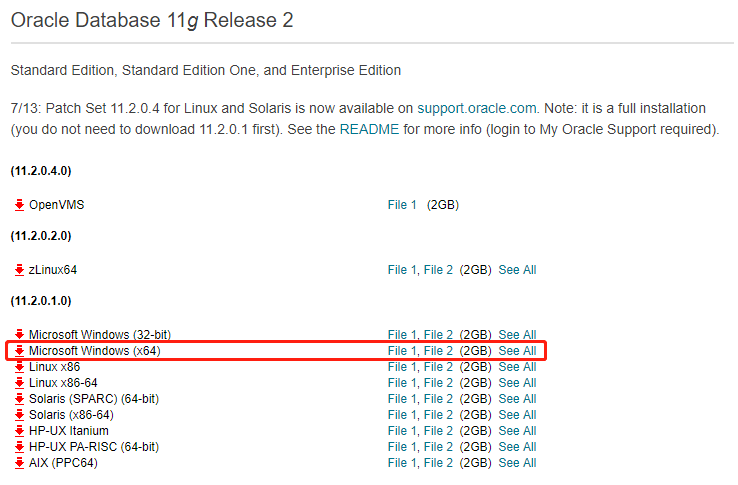 Oracle Database 11g Release 2
Standard Edition, Standard Edition One, and Enterprise Edition
7/13: Patch Set 11.2.0.4 for Linux and Solaris is now available on support.oracle.com. Note: it is a full installation
(you do not need to download 11.2.0.1 first). See the README for more info (login to My Oracle Support required).
(11.2.0.4.0)
OpenVMS File 1 (2GB)
(11.2.0.2.0)
zLinux64 File 1, File 2 (2GB) See All
(11.2.0.1.0)
Microsoft Windows (32-bit) File 1, File 2 (2GB) See All
Microsoft Windows (x64) File 1, File 2 (2GB) See All
Linux x86 File 1, File 2 (2GB) See All
Linux x86-64 File 1, File 2 (2GB) See All
Solaris (SPARC) (64-bit) File 1, File 2 (2GB) See All
Solaris (x86-64) File 1, File 2 (2GB) See All
HP-UX Itanium File 1, File 2 (2GB) See All
HP-UX PA-RISC (64-bit) File 1, File 2 (2GB) See All
AIX (PPC64) File 1, File 2 (2GB) See All